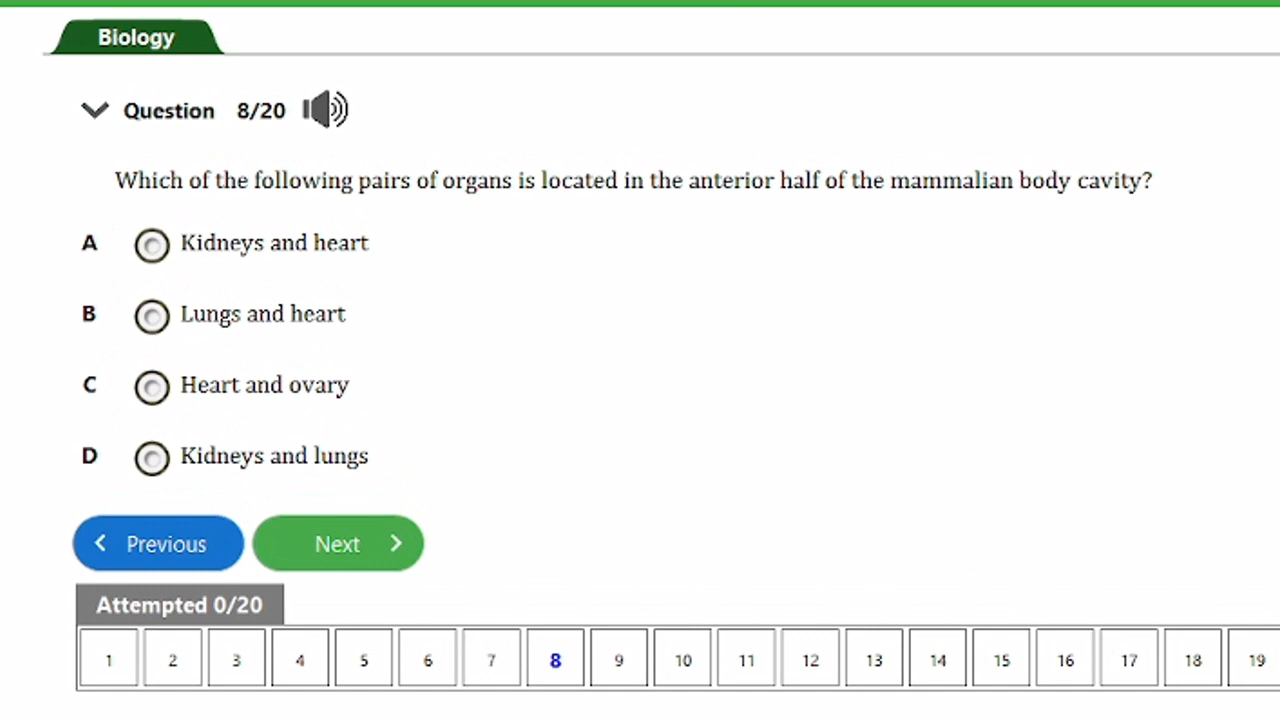 Biology
Question 8/20
Which of the following pairs of organs is located in the anterior half of the mammalian body cavity?
A Kidneys and heart
B Lungs and heart
C Heart and ovary
D Kidneys and lungs
Previous Next
Attempted 0/20
1 2 3 4 5 6 7 8 9 10 11 12 13 14 15 16 17 18 19